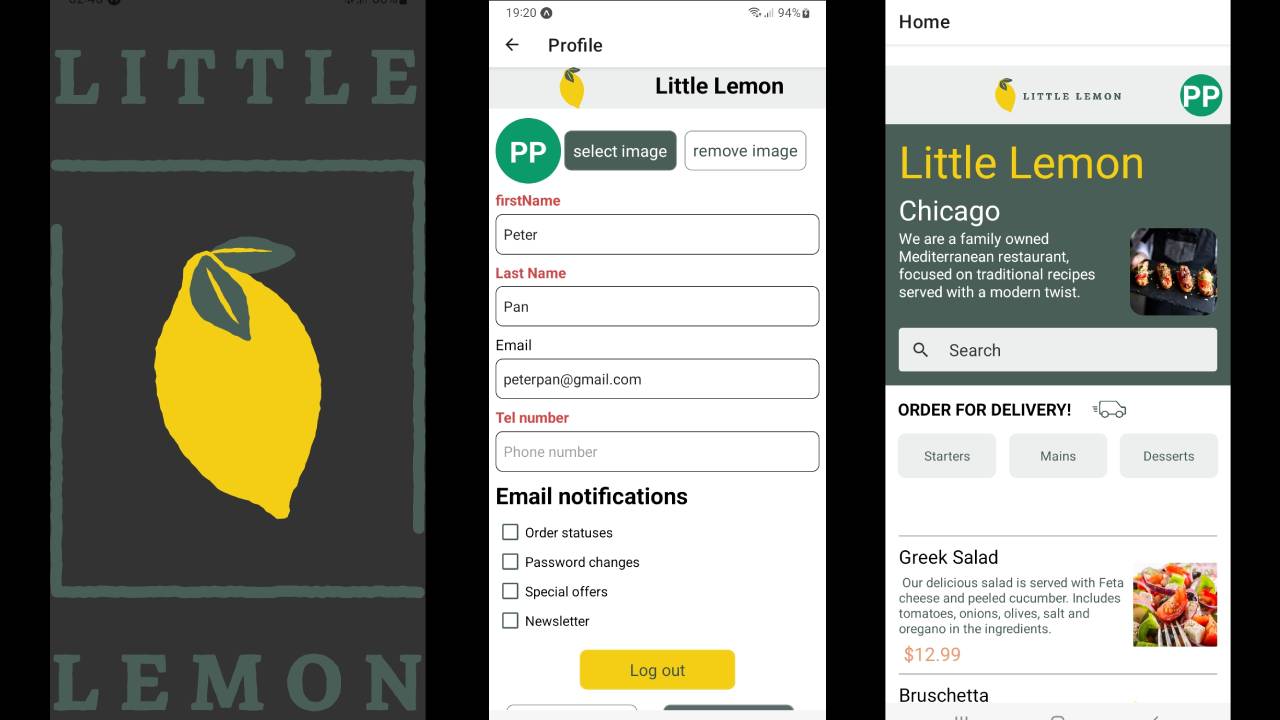 LITTLE
LEMON
19:20
94%
Profile
Little Lemon
PP
select image
remove image
firstName
Peter
Last Name
Pan
Email
peterpan@gmail.com
Tel number
Phone number
Email notifications
Order statuses
Password changes
Special offers
Newsletter
Log out
Home
LITTLE LEMON
PP
Little Lemon
Chicago
We are a family owned
Mediterranean restaurant,
focused on traditional recipes
served with a modern twist.
Search
ORDER FOR DELIVERY!
Starters
Mains
Desserts
Greek Salad
Our delicious salad is served with Feta
cheese and peeled cucumber. Includes
tomatoes, onions, olives, salt and
oregano in the ingredients.
$12.99
Bruschetta